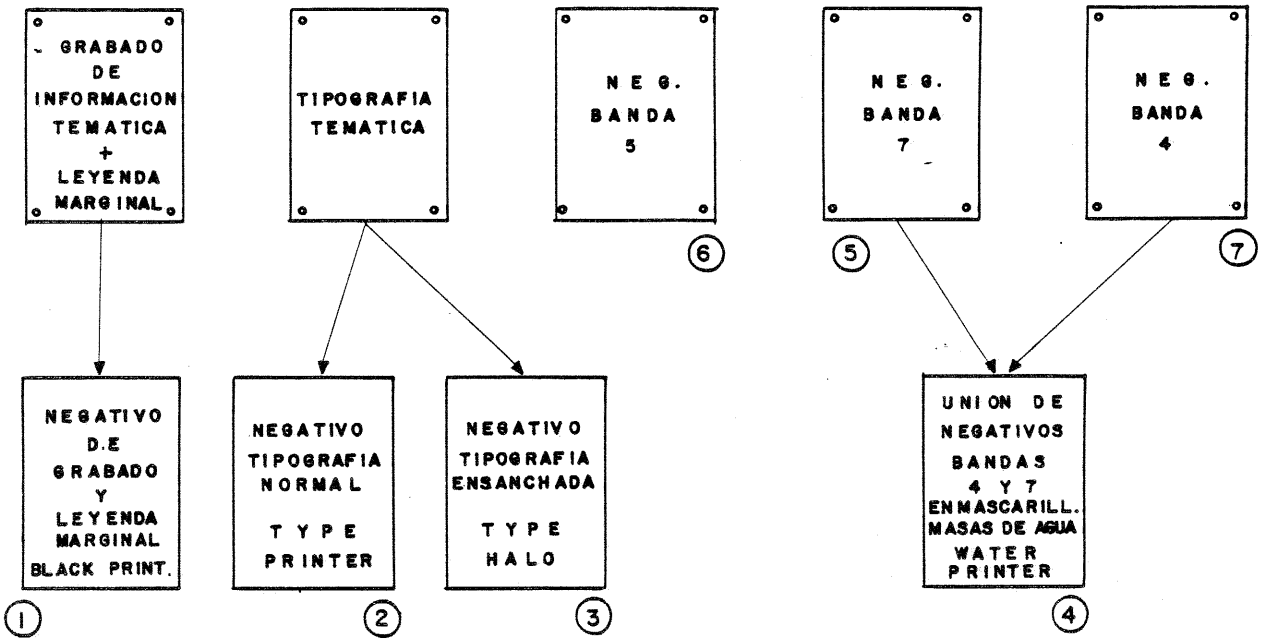 GRABADO
DE
INFORMACION
TEMATICA
+
LEYENDA
MARGINAL
TIPOGRAFIA
TEMATICA
NEG.
BANDA
5
6
NEG.
BANDA
7
5
NEG.
BANDA
4
7
NEGATIVO
D.E
GRABADO
Y
LEYENDA
MARGINAL
BLACK PRINT.
1
NEGATIVO
TIPOGRAFIA
NORMAL
TYPE
PRINTER
2
NEGATIVO
TIPOGRAFIA
ENSANCHADA
TYPE
HALO
3
UNION DE
NEGATIVOS
BANDAS
4 Y 7
ENMASCARILL.
MASAS DE AGUA
WATER
PRINTER
4